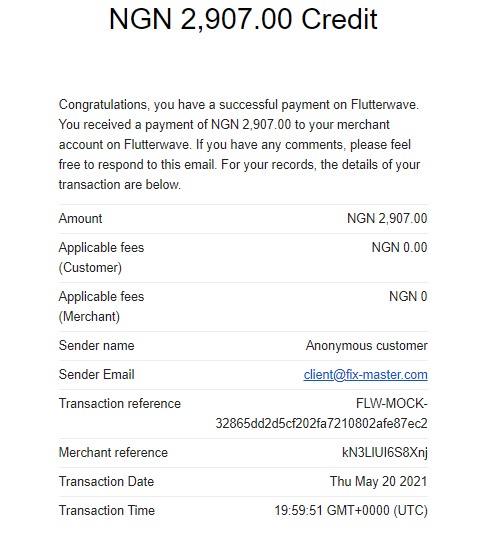 NGN 2,907.00 Credit
Congratulations, you have a successful payment on Flutterwave.
You received a payment of NGN 2,907.00 to your merchant
account on Flutterwave. If you have any comments, please feel
free to respond to this email. For your records, the details of your
transaction are below.
Amount NGN 2,907.00
Applicable fees NGN 0.00
(Customer)
Applicable fees NGN 0
(Merchant)
Sender name Anonymous customer
Sender Email client@fix-master.com
Transaction reference FLW-MOCK-
32865dd2d5cf202fa7210802afe87ec2
Merchant reference kN3LIUI6S8Xnj
Transaction Date Thu May 20 2021
Transaction Time 19:59:51 GMT+0000 (UTC)